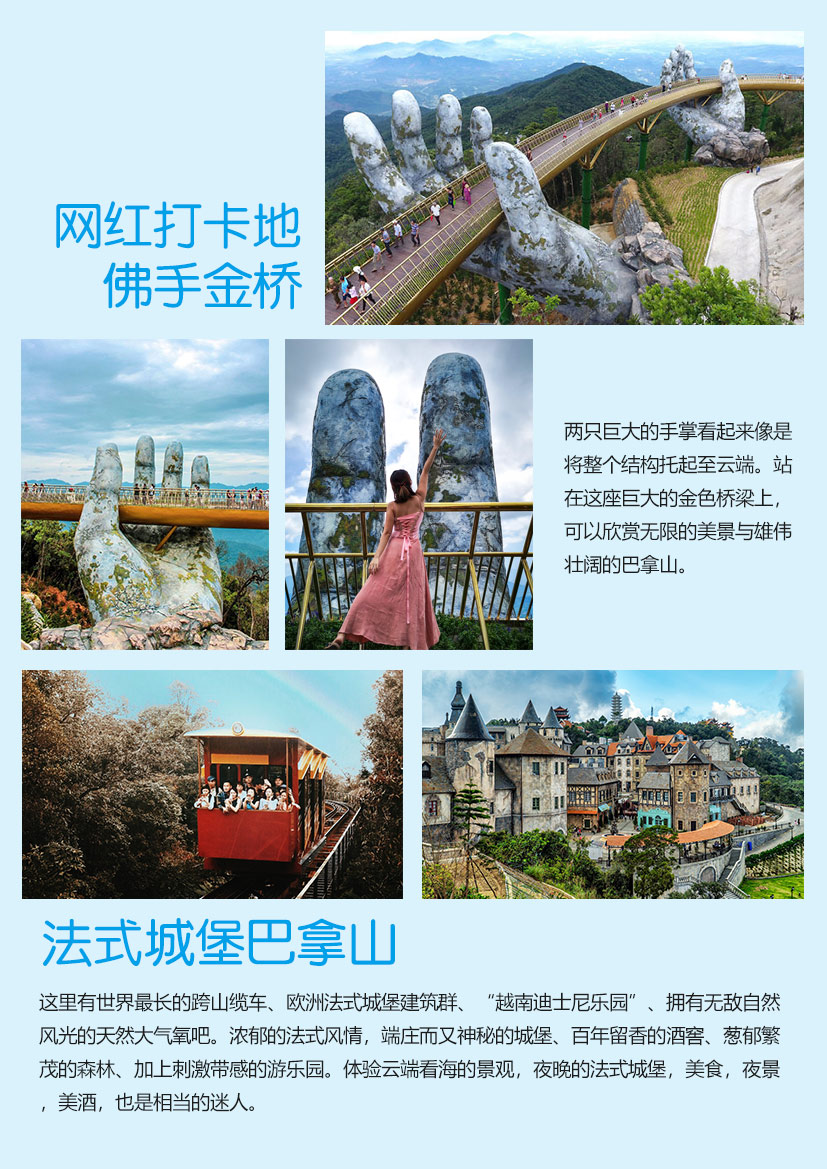 网红打卡地
佛手金桥
两只巨大的手掌看起来像是
将整个结构托起至云端。站
在这座巨大的金色桥梁上，
可以欣赏无限的美景与雄伟
壮阔的巴拿山。
法式城堡巴拿山
这里有世界最长的跨山缆车、欧洲法式城堡建筑群、“越南迪士尼乐园”、拥有无敌自然
风光的天然大气氧吧。浓郁的法式风情，端庄而又神秘的城堡、百年留香的酒窖、葱郁繁
茂的森林、加上刺激带感的游乐园。体验云端看海的景观，夜晚的法式城堡，美食，夜景
，美酒，也是相当的迷人。